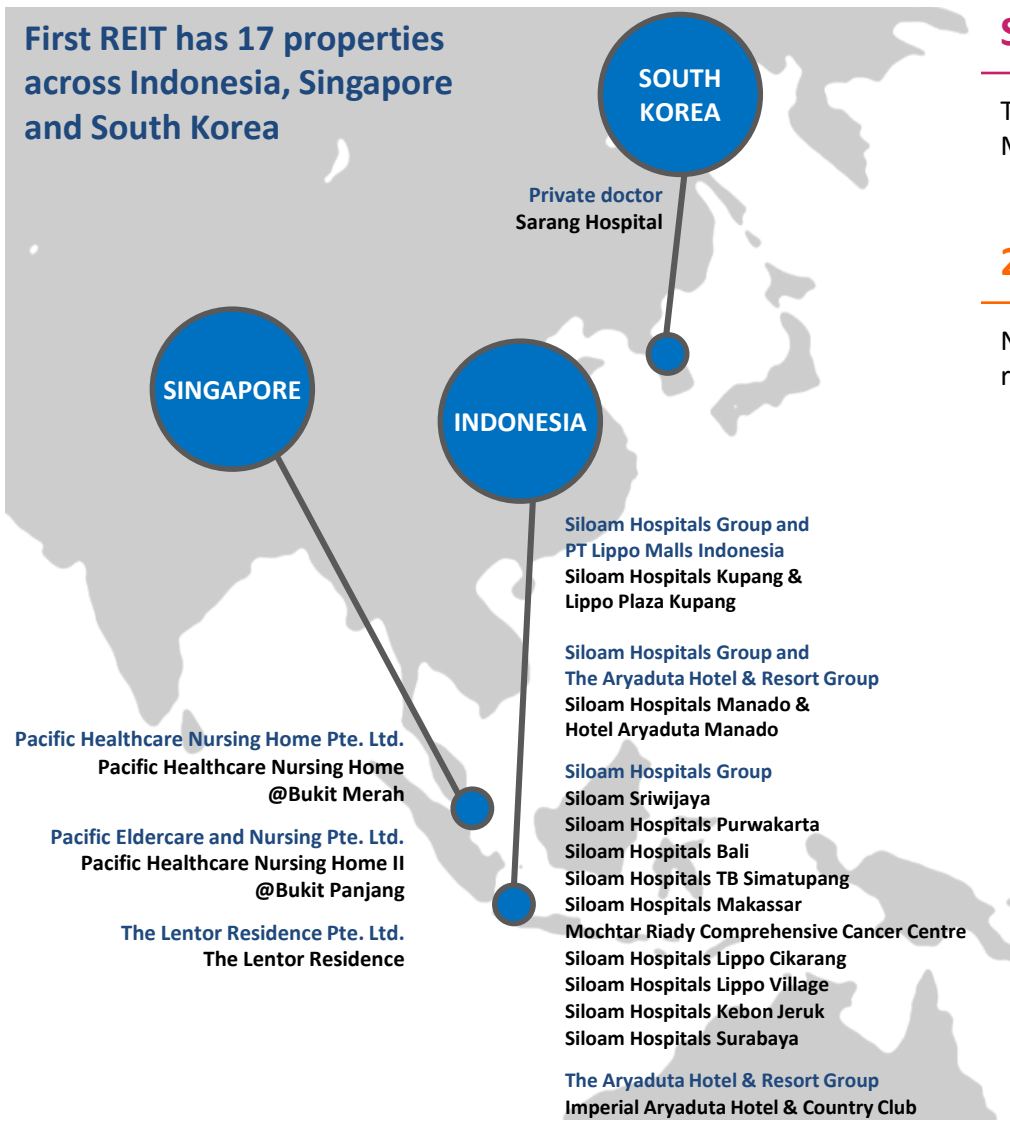 First REIT has 17 properties
across Indonesia, Singapore
and South Korea
SOUTH
KOREA
Private doctor
Sarang Hospital
SINGAPORE
INDONESIA
Siloam Hospitals Group and
PT Lippo Malls Indonesia
Siloam Hospitals Kupang &
Lippo Plaza Kupang
Siloam Hospitals Group and
The Aryaduta Hotel & Resort Group
Siloam Hospitals Manado &
Hotel Aryaduta Manado
Siloam Hospitals Group
Siloam Sriwijaya
Siloam Hospitals Purwakarta
Siloam Hospitals Bali
Siloam Hospitals TB Simatupang
Siloam Hospitals Makassar
Mochtar Riady Comprehensive Cancer Centre
Siloam Hospitals Lippo Cikarang
Siloam Hospitals Lippo Village
Siloam Hospitals Kebon Jeruk
Siloam Hospitals Surabaya
The Aryaduta Hotel & Resort Group
Imperial Aryaduta Hotel & Country Club
Pacific Healthcare Nursing Home Pte. Ltd.
Pacific Healthcare Nursing Home
@Bukit Merah
Pacific Eldercare and Nursing Pte. Ltd.
Pacific Healthcare Nursing Home II
@Bukit Panjang
The Lentor Residence Pte. Ltd.
The Lentor Residence